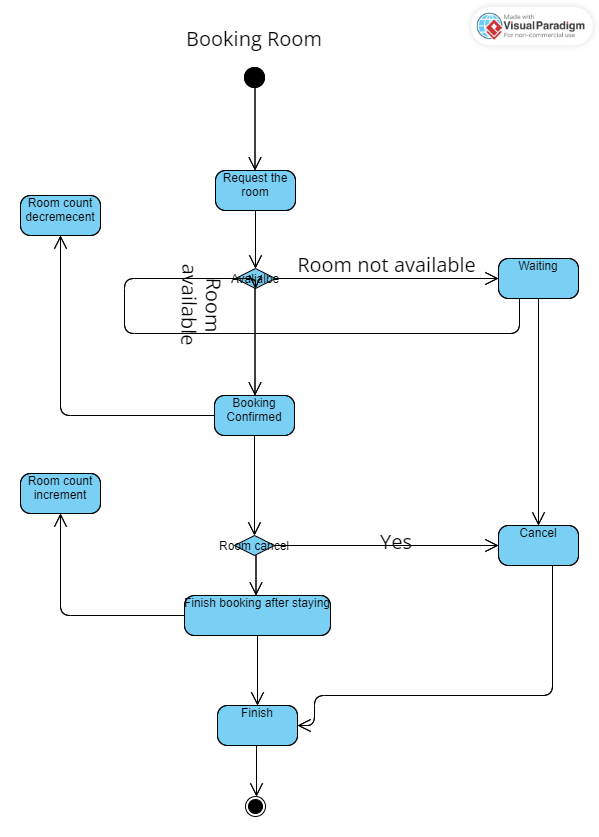 Made with
Visual Paradigm
For non-commercial use
Booking Room
Request the
room
Room count
decremecent
Avalialbe
Room not available
Waiting
Room
available
Booking
Confirmed
Room count
increment
Room cancel
Yes
Cancel
Finish booking after staying
Finish